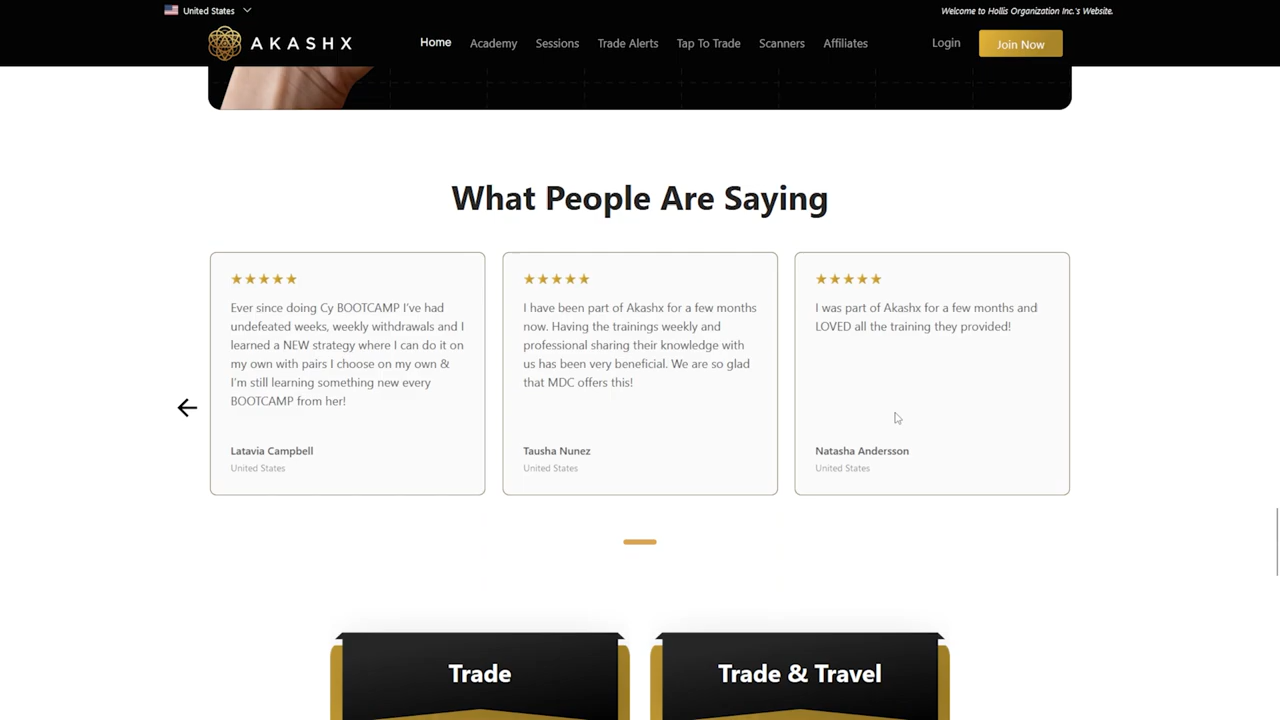 United States
Welcome to Hollis Organization Inc.'s Website.
AKASHX
Home Academy Sessions Trade Alerts Tap To Trade Scanners Affiliates Login Join Now
What People Are Saying
★★★★★
Ever since doing Cy BOOTCAMP I've had
undefeated weeks, weekly withdrawals and I
learned a NEW strategy where I can do it on
my own with pairs I choose on my own &
I'm still learning something new every
BOOTCAMP from her!
Latavia Campbell
United States
★★★★★
I have been part of Akashx for a few months
now. Having the trainings weekly and
professional sharing their knowledge with
us has been very beneficial. We are so glad
that MDC offers this!
Tausha Nunez
United States
★★★★★
I was part of Akashx for a few months and
LOVED all the training they provided!
Natasha Andersson
United States
Trade
Trade & Travel